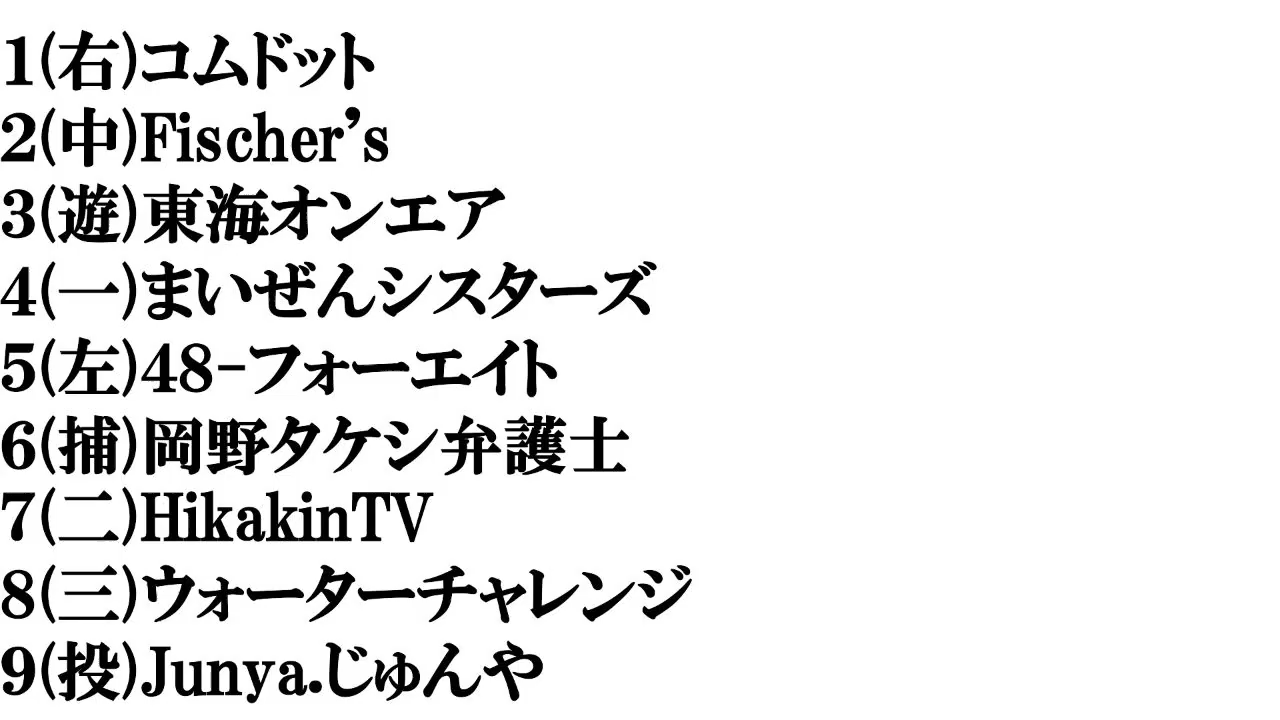 1(右)コムドット
2(中)Fischer’s
3(遊)東海オンエア
4(一)まいぜんシスターズ
5(左)48-フォーエイト
6(捕)岡野タケシ弁護士
7(二)HikakinTV
8(三)ウォーターチャレンジ
9(投)Junya.じゅんや